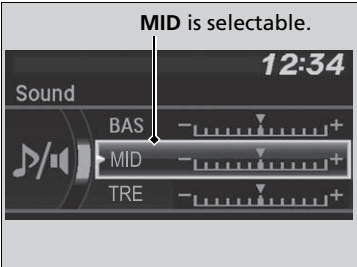 MID is selectable.
12:34
Sound
BAS − +
MID − +
TRE − +